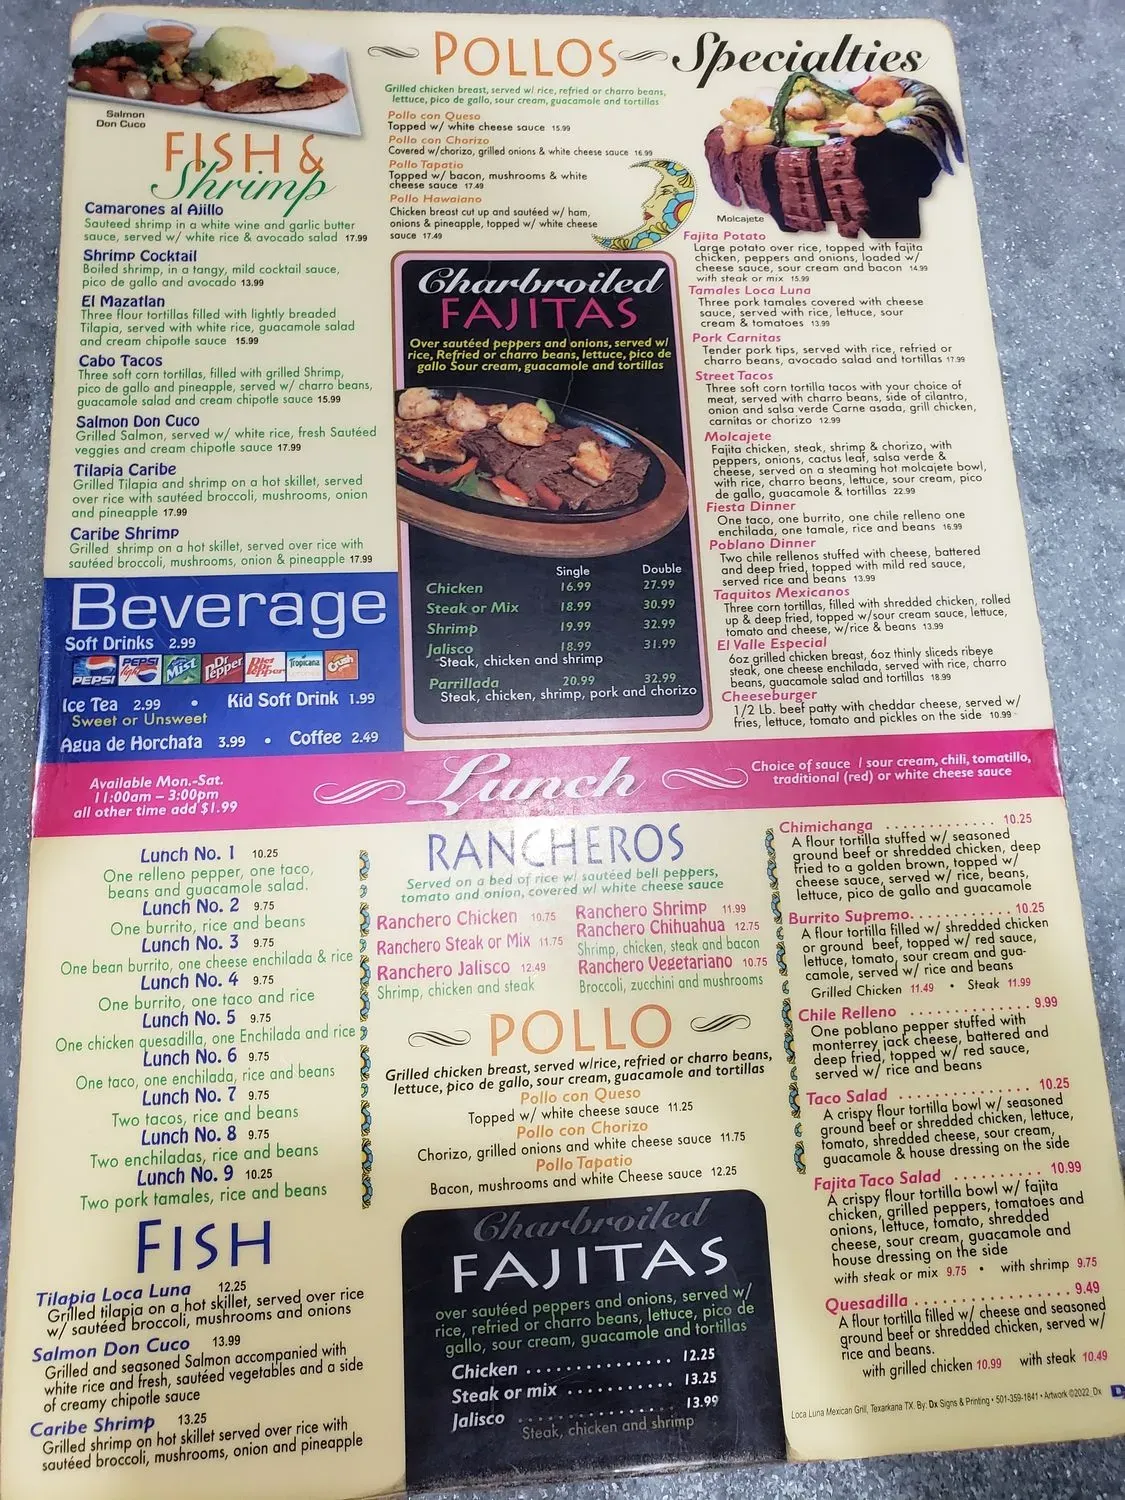 Salmon
Don Cuco
FISH &
Shrimp
Camarones al Ajillo
Sauteed shrimp in a white wine and garlic butter
sauce, served w/ white rice & avocado salad 17.99
Shrimp Cocktail
Boiled shrimp, in a tangy, mild cocktail sauce,
pico de gallo and avocado 13.99
El Mazatlan
Three flour tortillas filled with lightly breaded
Tilapia, served with white rice, guacamole salad
and cream chipotle sauce 15.99
Cabo Tacos
Three soft corn tortillas, filled with grilled Shrimp,
pico de gallo and pineapple, served w/ charro beans,
guacamole salad and cream chipotle sauce 15.99
Salmon Don Cuco
Grilled Salmon, served w/ white rice, fresh Sautéed
veggies and cream chipotle sauce 17.99
Tilapia Caribe
Grilled Tilapia and shrimp on a hot skillet, served
over rice with sautéed broccoli, mushrooms, onion
and pineapple 17.99
Caribe Shrimp
Grilled shrimp on a hot skillet, served over rice with
sautéed broccoli, mushrooms, onion & pineapple 17.99
POLLOS
Grilled chicken breast, served w/ rice, refried or charro beans,
lettuce, pico de gallo, sour cream, guacamole and tortillas
Pollo con Queso
Topped w/ white cheese sauce 15.99
Pollo con Chorizo
Covered w/chorizo, grilled onions & white cheese sauce 16.99
Pollo Tapatio
Topped w/ bacon, mushrooms & white
cheese sauce 17.49
Pollo Hawaiano
Chicken breast cut up and sautéed w/ ham,
onions & pineapple, topped w/ white cheese
sauce 17.49
Charbroiled
FAJITAS
Over sautéed peppers and onions, served w/
rice, Refried or charro beans, lettuce, pico de
gallo Sour cream, guacamole and tortillas
Single Double
Chicken 16.99 27.99
Steak or Mix 18.99 30.99
Shrimp 19.99 32.99
Jalisco 18.99 31.99
Steak, chicken and shrimp
Parrillada 20.99 32.99
Steak, chicken, shrimp, pork and chorizo
Specialties
Molcajete
Fajita Potato
Large potato over rice, topped with fajita
chicken, peppers and onions, loaded w/
cheese sauce, sour cream and bacon 14.99
with steak or mix 15.99
Tamales Loca Luna
Three pork tamales covered with cheese
sauce, served with rice, lettuce, sour
cream & tomatoes 13.99
Pork Carnitas
Tender pork tips, served with rice, refried or
charro beans, avocado salad and tortillas 17.99
Street Tacos
Three soft corn tortilla tacos with your choice of
meat, served with charro beans, side of cilantro,
onion and salsa verde Carne asada, grill chicken,
carnitas or chorizo 12.99
Molcajete
Fajita chicken, steak, shrimp & chorizo, with
peppers, onions, cactus leaf, salsa verde &
cheese, served on a steaming hot molcajete bowl,
with rice, charro beans, lettuce, sour cream, pico
de gallo, guacamole & tortillas 22.99
Fiesta Dinner
One taco, one burrito, one chile relleno one
enchilada, one tamale, rice and beans 16.99
Poblano Dinner
Two chile rellenos stuffed with cheese, battered
and deep fried, topped with mild red sauce,
served rice and beans 13.99
Taquitos Mexicanos
Three corn tortillas, filled with shredded chicken, rolled
up & deep fried, topped w/sour cream sauce, lettuce,
tomato and cheese, w/rice & beans 13.99
El Valle Especial
6oz grilled chicken breast, 6oz thinly sliceds ribeye
steak, one cheese enchilada, served with rice, charro
beans, guacamole salad and tortillas 18.99
Cheeseburger
1/2 Lb. beef patty with cheddar cheese, served w/
fries, lettuce, tomato and pickles on the side 10.99
Beverage
Soft Drinks 2.99
PEPSI PEPSI light Mist Dr Pepper Diet Dr Pepper Tropicana Crush
Ice Tea 2.99 • Kid Soft Drink 1.99
Sweet or Unsweet
Agua de Horchata 3.99 • Coffee 2.49
Available Mon.-Sat.
11:00am – 3:00pm
all other time add $1.99
Lunch
Choice of sauce / sour cream, chili, tomatillo,
traditional (red) or white cheese sauce
Lunch No. 1 10.25
One relleno pepper, one taco,
beans and guacamole salad.
Lunch No. 2 9.75
One burrito, rice and beans
Lunch No. 3 9.75
One bean burrito, one cheese enchilada & rice
Lunch No. 4 9.75
One burrito, one taco and rice
Lunch No. 5 9.75
One chicken quesadilla, one Enchilada and rice
Lunch No. 6 9.75
One taco, one enchilada, rice and beans
Lunch No. 7 9.75
Two tacos, rice and beans
Lunch No. 8 9.75
Two enchiladas, rice and beans
Lunch No. 9 10.25
Two pork tamales, rice and beans
FISH
Tilapia Loca Luna 12.25
Grilled tilapia on a hot skillet, served over rice
w/ sautéed broccoli, mushrooms and onions
Salmon Don Cuco 13.99
Grilled and seasoned Salmon accompanied with
white rice and fresh, sautéed vegetables and a side
of creamy chipotle sauce
Caribe Shrimp 13.25
Grilled shrimp on hot skillet served over rice with
sautéed broccoli, mushrooms, onion and pineapple
RANCHEROS
Served on a bed of rice w/ sautéed bell peppers,
tomato and onion, covered w/ white cheese sauce
Ranchero Chicken 10.75
Ranchero Steak or Mix 11.75
Ranchero Jalisco 12.49
Shrimp, chicken and steak
Ranchero Shrimp 11.99
Ranchero Chihuahua 12.75
Shrimp, chicken, steak and bacon
Ranchero Vegetariano 10.75
Broccoli, zucchini and mushrooms
POLLO
Grilled chicken breast, served w/rice, refried or charro beans,
lettuce, pico de gallo, sour cream, guacamole and tortillas
Pollo con Queso
Topped w/ white cheese sauce 11.25
Pollo con Chorizo
Chorizo, grilled onions and white cheese sauce 11.75
Pollo Tapatio
Bacon, mushrooms and white Cheese sauce 12.25
Charbroiled
FAJITAS
over sautéed peppers and onions, served w/
rice, refried or charro beans, lettuce, pico de
gallo, sour cream, guacamole and tortillas
Chicken .................... 12.25
Steak or mix .............. 13.25
Jalisco .................... 13.99
Steak, chicken and shrimp
Chimichanga ............. 10.25
A flour tortilla stuffed w/ seasoned
ground beef or shredded chicken, deep
fried to a golden brown, topped w/
cheese sauce, served w/ rice, beans,
lettuce, pico de gallo and guacamole
Burrito Supremo............. 10.25
A flour tortilla filled w/ shredded chicken
or ground beef, topped w/ red sauce,
lettuce, tomato, sour cream and gua-
camole, served w/ rice and beans
Grilled Chicken 11.49 • Steak 11.99
Chile Relleno .............. 9.99
One poblano pepper stuffed with
monterrey jack cheese, battered and
deep fried, topped w/ red sauce,
served w/ rice and beans
Taco Salad ............... 10.25
A crispy flour tortilla bowl w/ seasoned
ground beef or shredded chicken, lettuce,
tomato, shredded cheese, sour cream,
guacamole & house dressing on the side
Fajita Taco Salad .......... 10.99
A crispy flour tortilla bowl w/ fajita
chicken, grilled peppers, tomatoes and
onions, lettuce, tomato, shredded
cheese, sour cream, guacamole and
house dressing on the side
with steak or mix 9.75 • with shrimp 9.75
Quesadilla .................. 9.49
A flour tortilla filled w/ cheese and seasoned
ground beef or shredded chicken, served w/
rice and beans.
with grilled chicken 10.99 with steak 10.49
Loca Luna Mexican Grill, Texarkana TX. By: Dx Signs & Printing • 501-359-1841 • Artwork ©2022_Dx